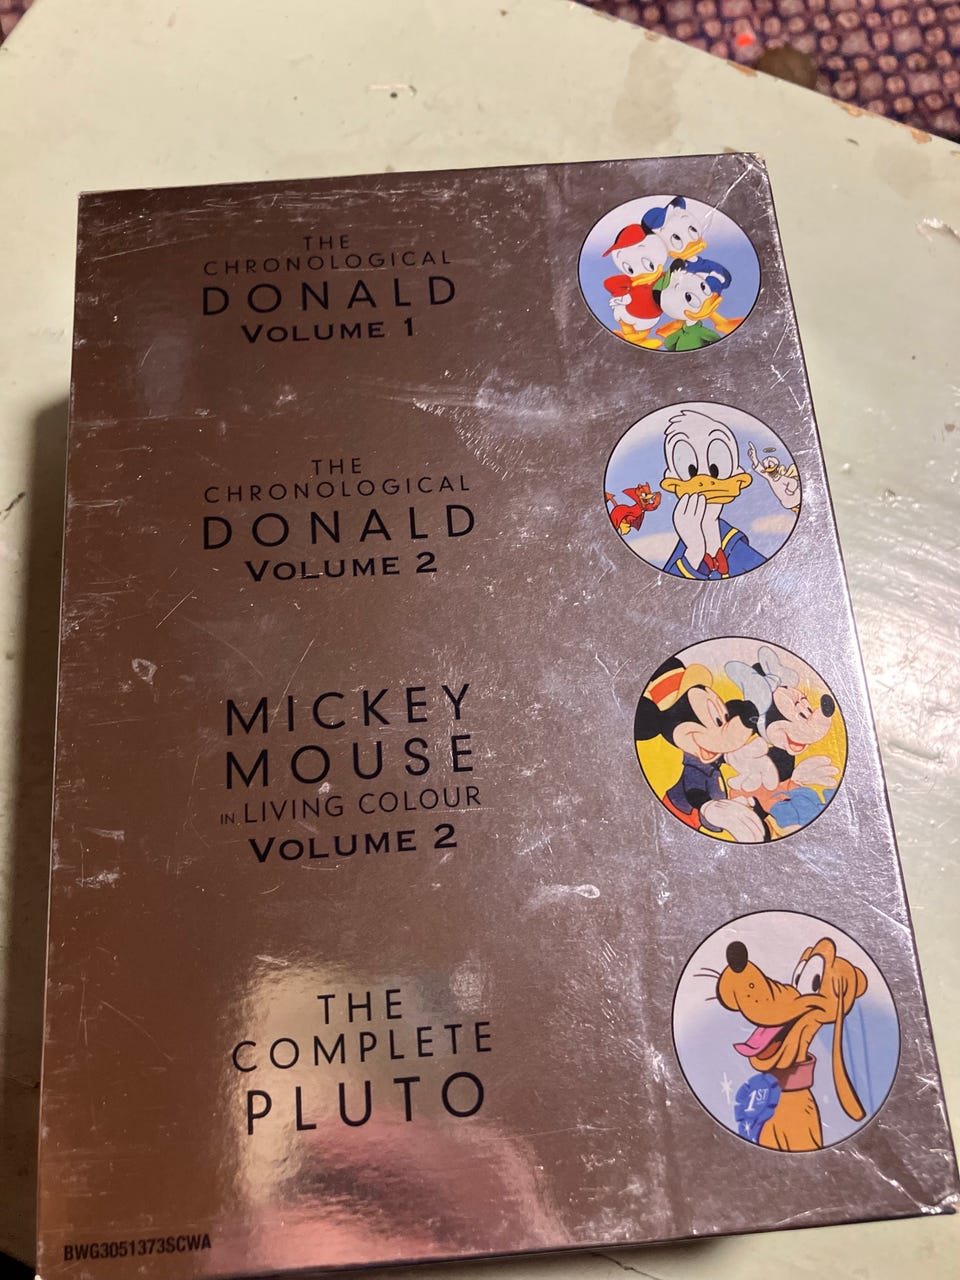 THE
CHRONOLOGICAL
DONALD
VOLUME 1
THE
CHRONOLOGICAL
DONALD
VOLUME 2
MICKEY
MOUSE
IN LIVING COLOUR
VOLUME 2
THE
COMPLETE
PLUTO
1ST
BWG3051373SCWA